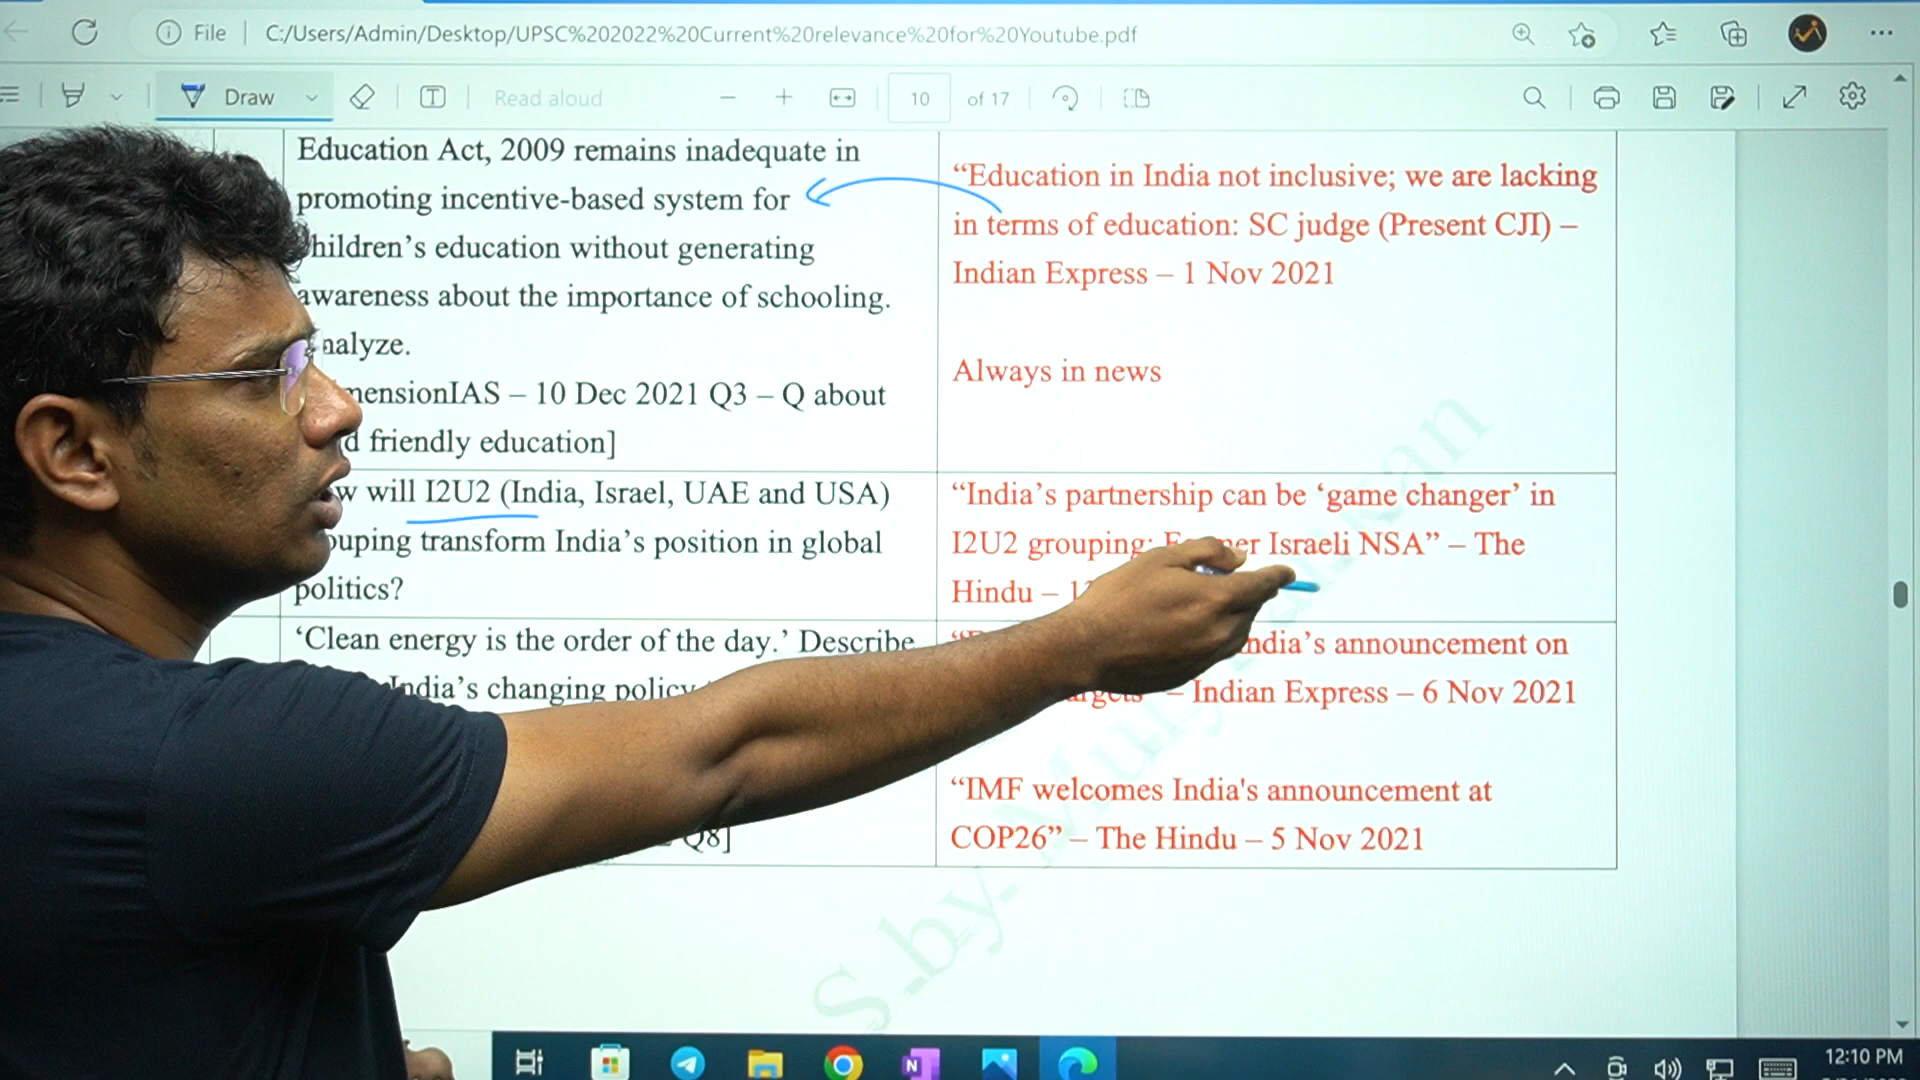 File
C:/Users/Admin/Desktop/UPSC%202022%20Current%20relevance%20for%20Youtube.pdf
Draw
Read aloud
10
of 17
Education Act, 2009 remains inadequate in
promoting incentive-based system for
children's education without generating
awareness about the importance of schooling.
nalyze.
mensionIAS – 10 Dec 2021 Q3 – Q about
d friendly education]
w will I2U2 (India, Israel, UAE and USA)
ouping transform India's position in global
politics?
'Clean energy is the order of the day.' Describe
India's changing policy
Q8]
"Education in India not inclusive; we are lacking
in terms of education: SC judge (Present CJI) –
Indian Express – 1 Nov 2021
Always in news
"India's partnership can be 'game changer' in
I2U2 grouping: Former Israeli NSA" – The
Hindu –
India's announcement on
– Indian Express – 6 Nov 2021
"IMF welcomes India's announcement at
COP26" – The Hindu – 5 Nov 2021
S.by.
12:10 PM